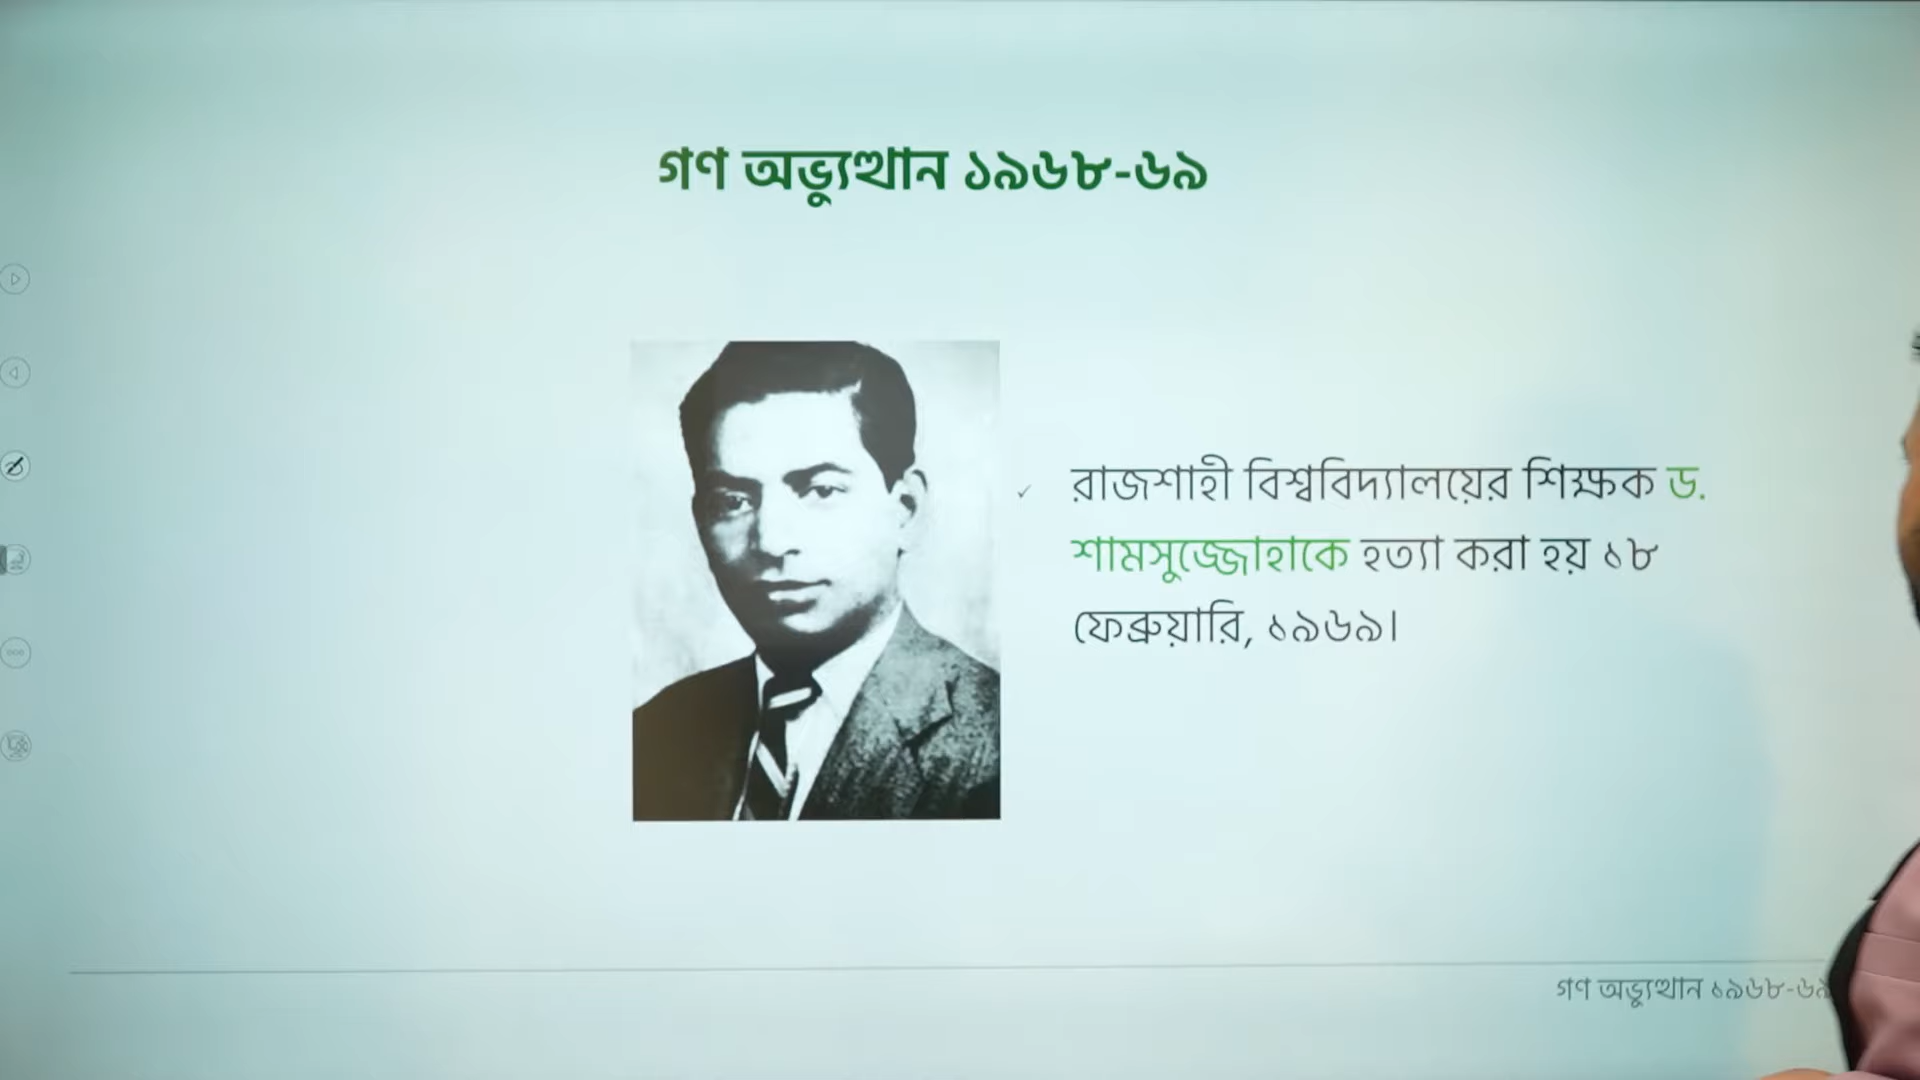 গণ অভ্যুত্থান ১৯৬৮-৬৯
রাজশাহী বিশ্ববিদ্যালয়ের শিক্ষক ড.
শামসুজ্জোহাকে হত্যা করা হয় ১৮
ফেব্রুয়ারি, ১৯৬৯।
গণ অভ্যুত্থান ১৯৬৮-৬৯